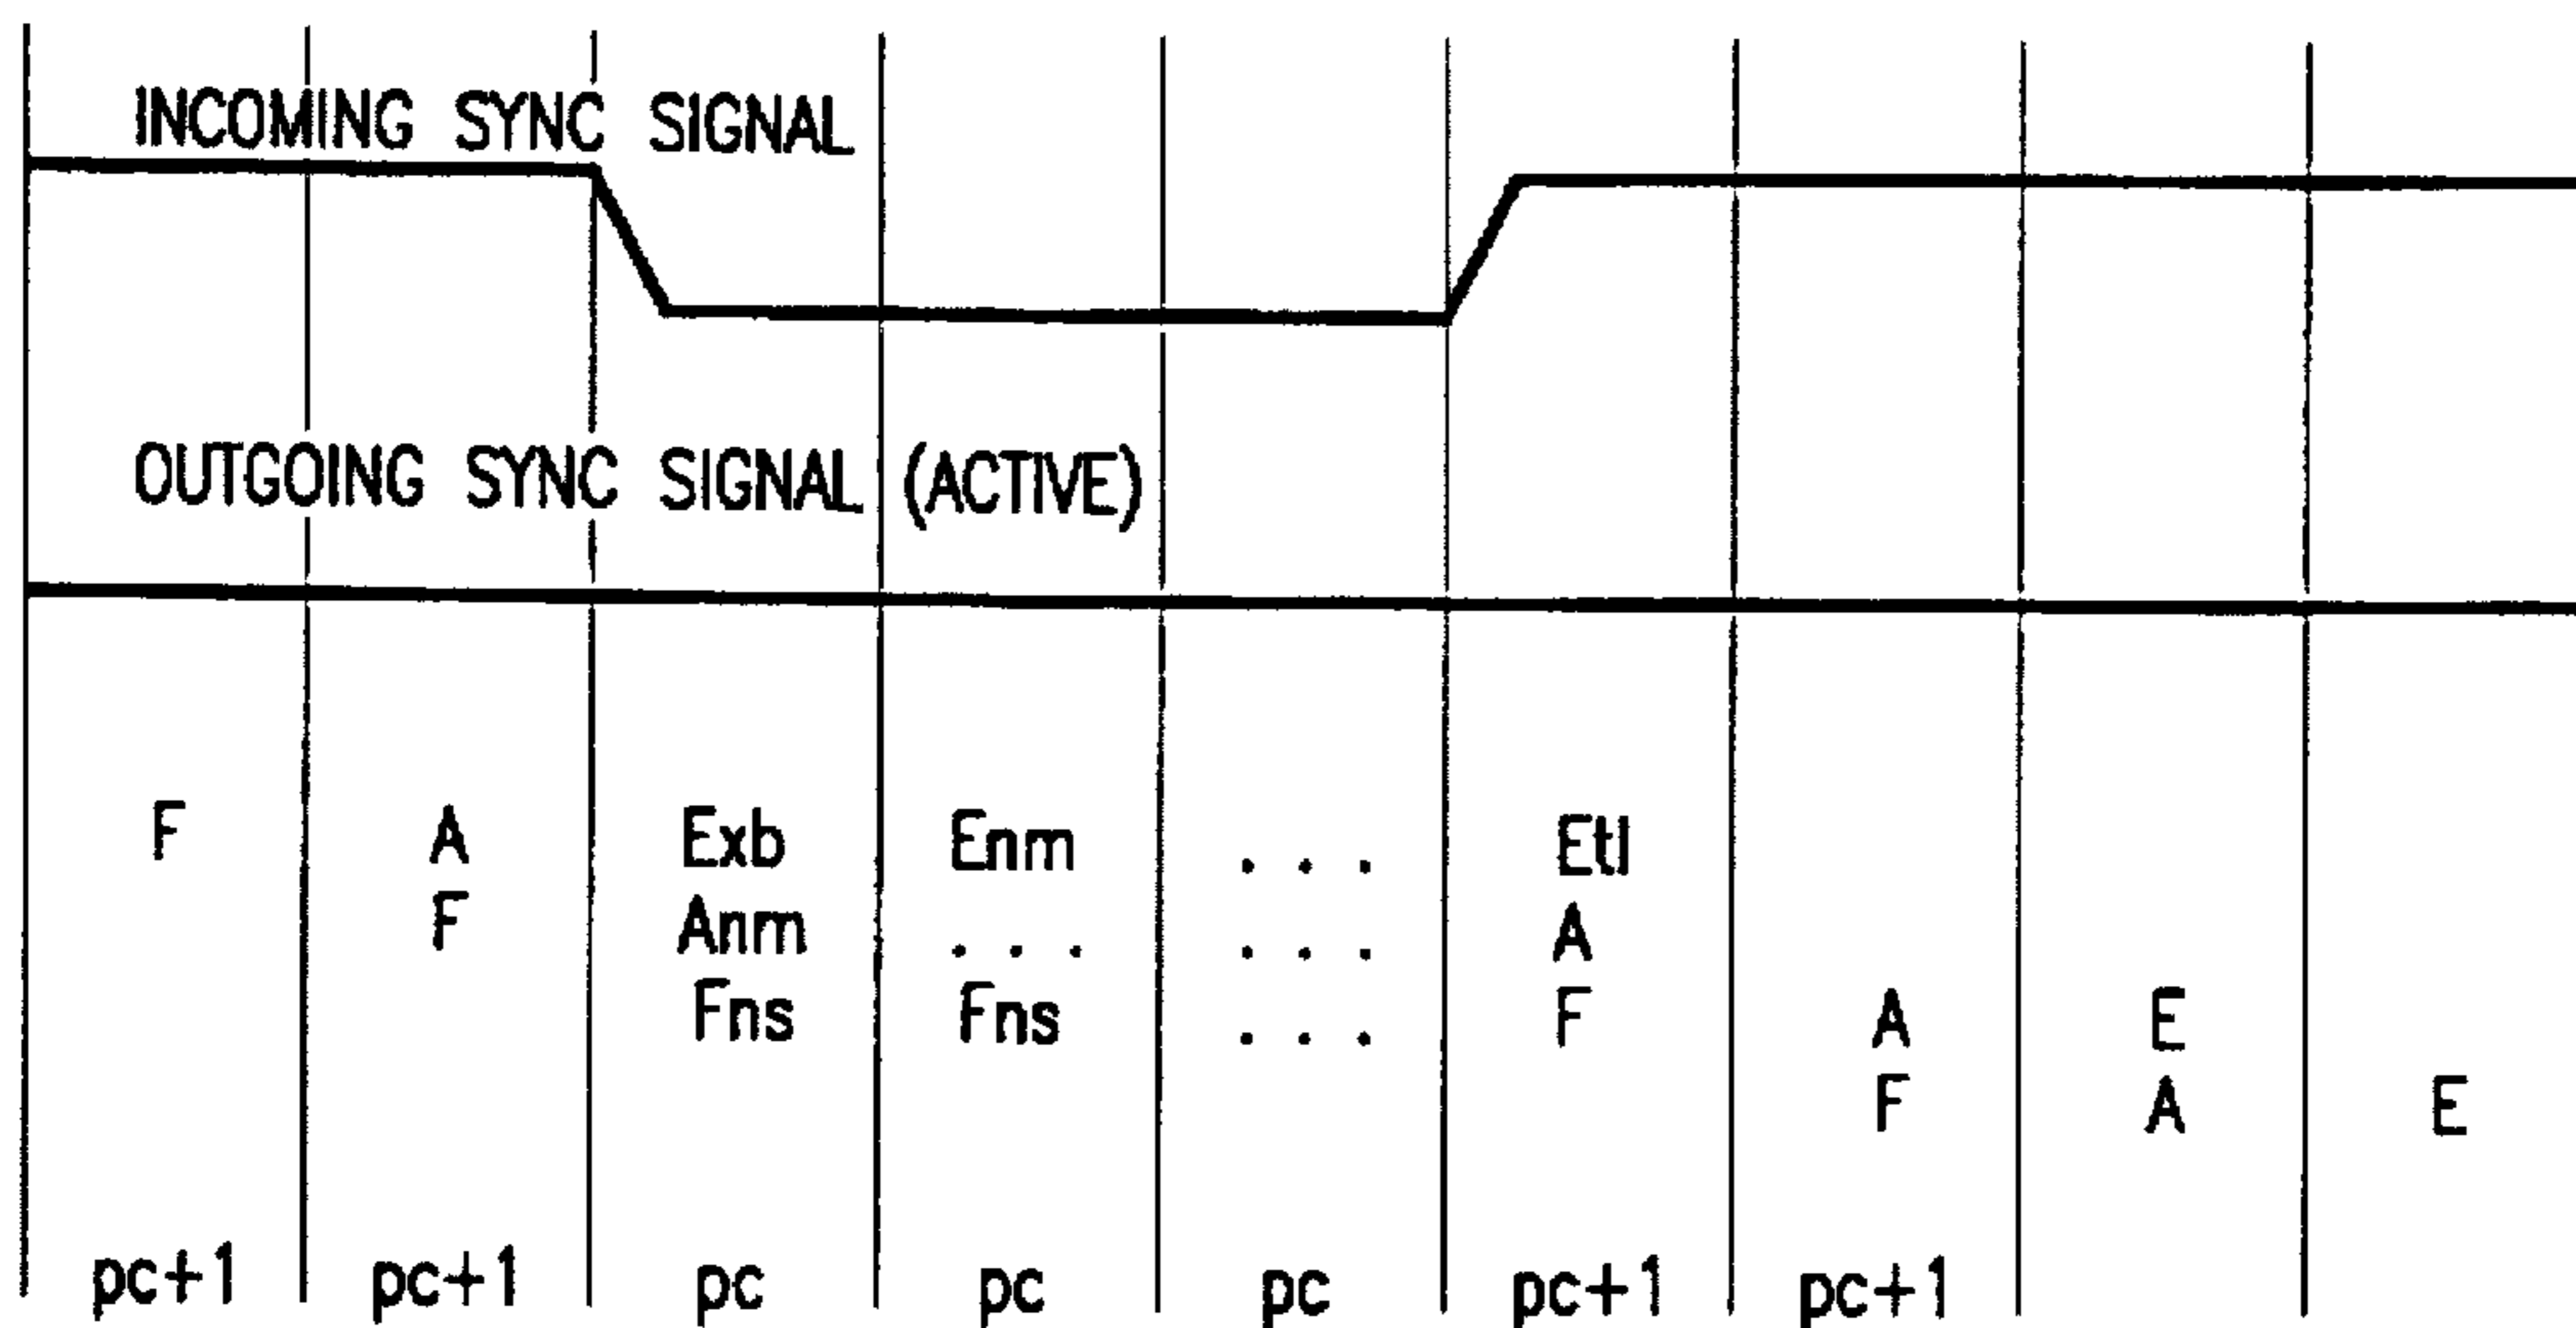 INCOMING SYNC SIGNAL
OUTGOING SYNC SIGNAL (ACTIVE)
F A Exb Enm . . . Etl
F Anm . . . . . . A
Fns Fns . . . F A E
F A E
pc+1 pc+1 pc pc pc pc+1 pc+1